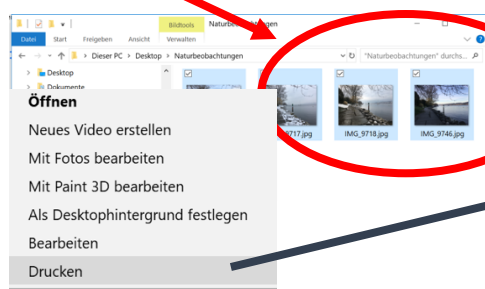 Bildtools
Naturbeobachtungen
Datei Start Freigeben Ansicht Verwalten
Dieser PC > Desktop > Naturbeobachtungen
"Naturbeobachtungen" durchs...
Desktop
Dokumente
9717.jpg
IMG_9718.jpg
IMG_9746.jpg
Öffnen
Neues Video erstellen
Mit Fotos bearbeiten
Mit Paint 3D bearbeiten
Als Desktophintergrund festlegen
Bearbeiten
Drucken